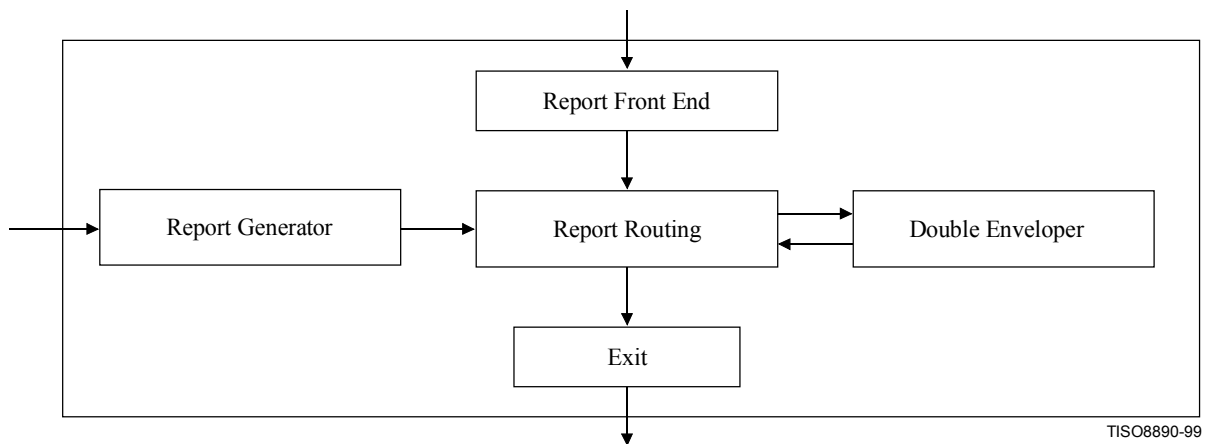 Report Front End
Report Generator
Report Routing
Double Enveloper
Exit
TISO8890-99